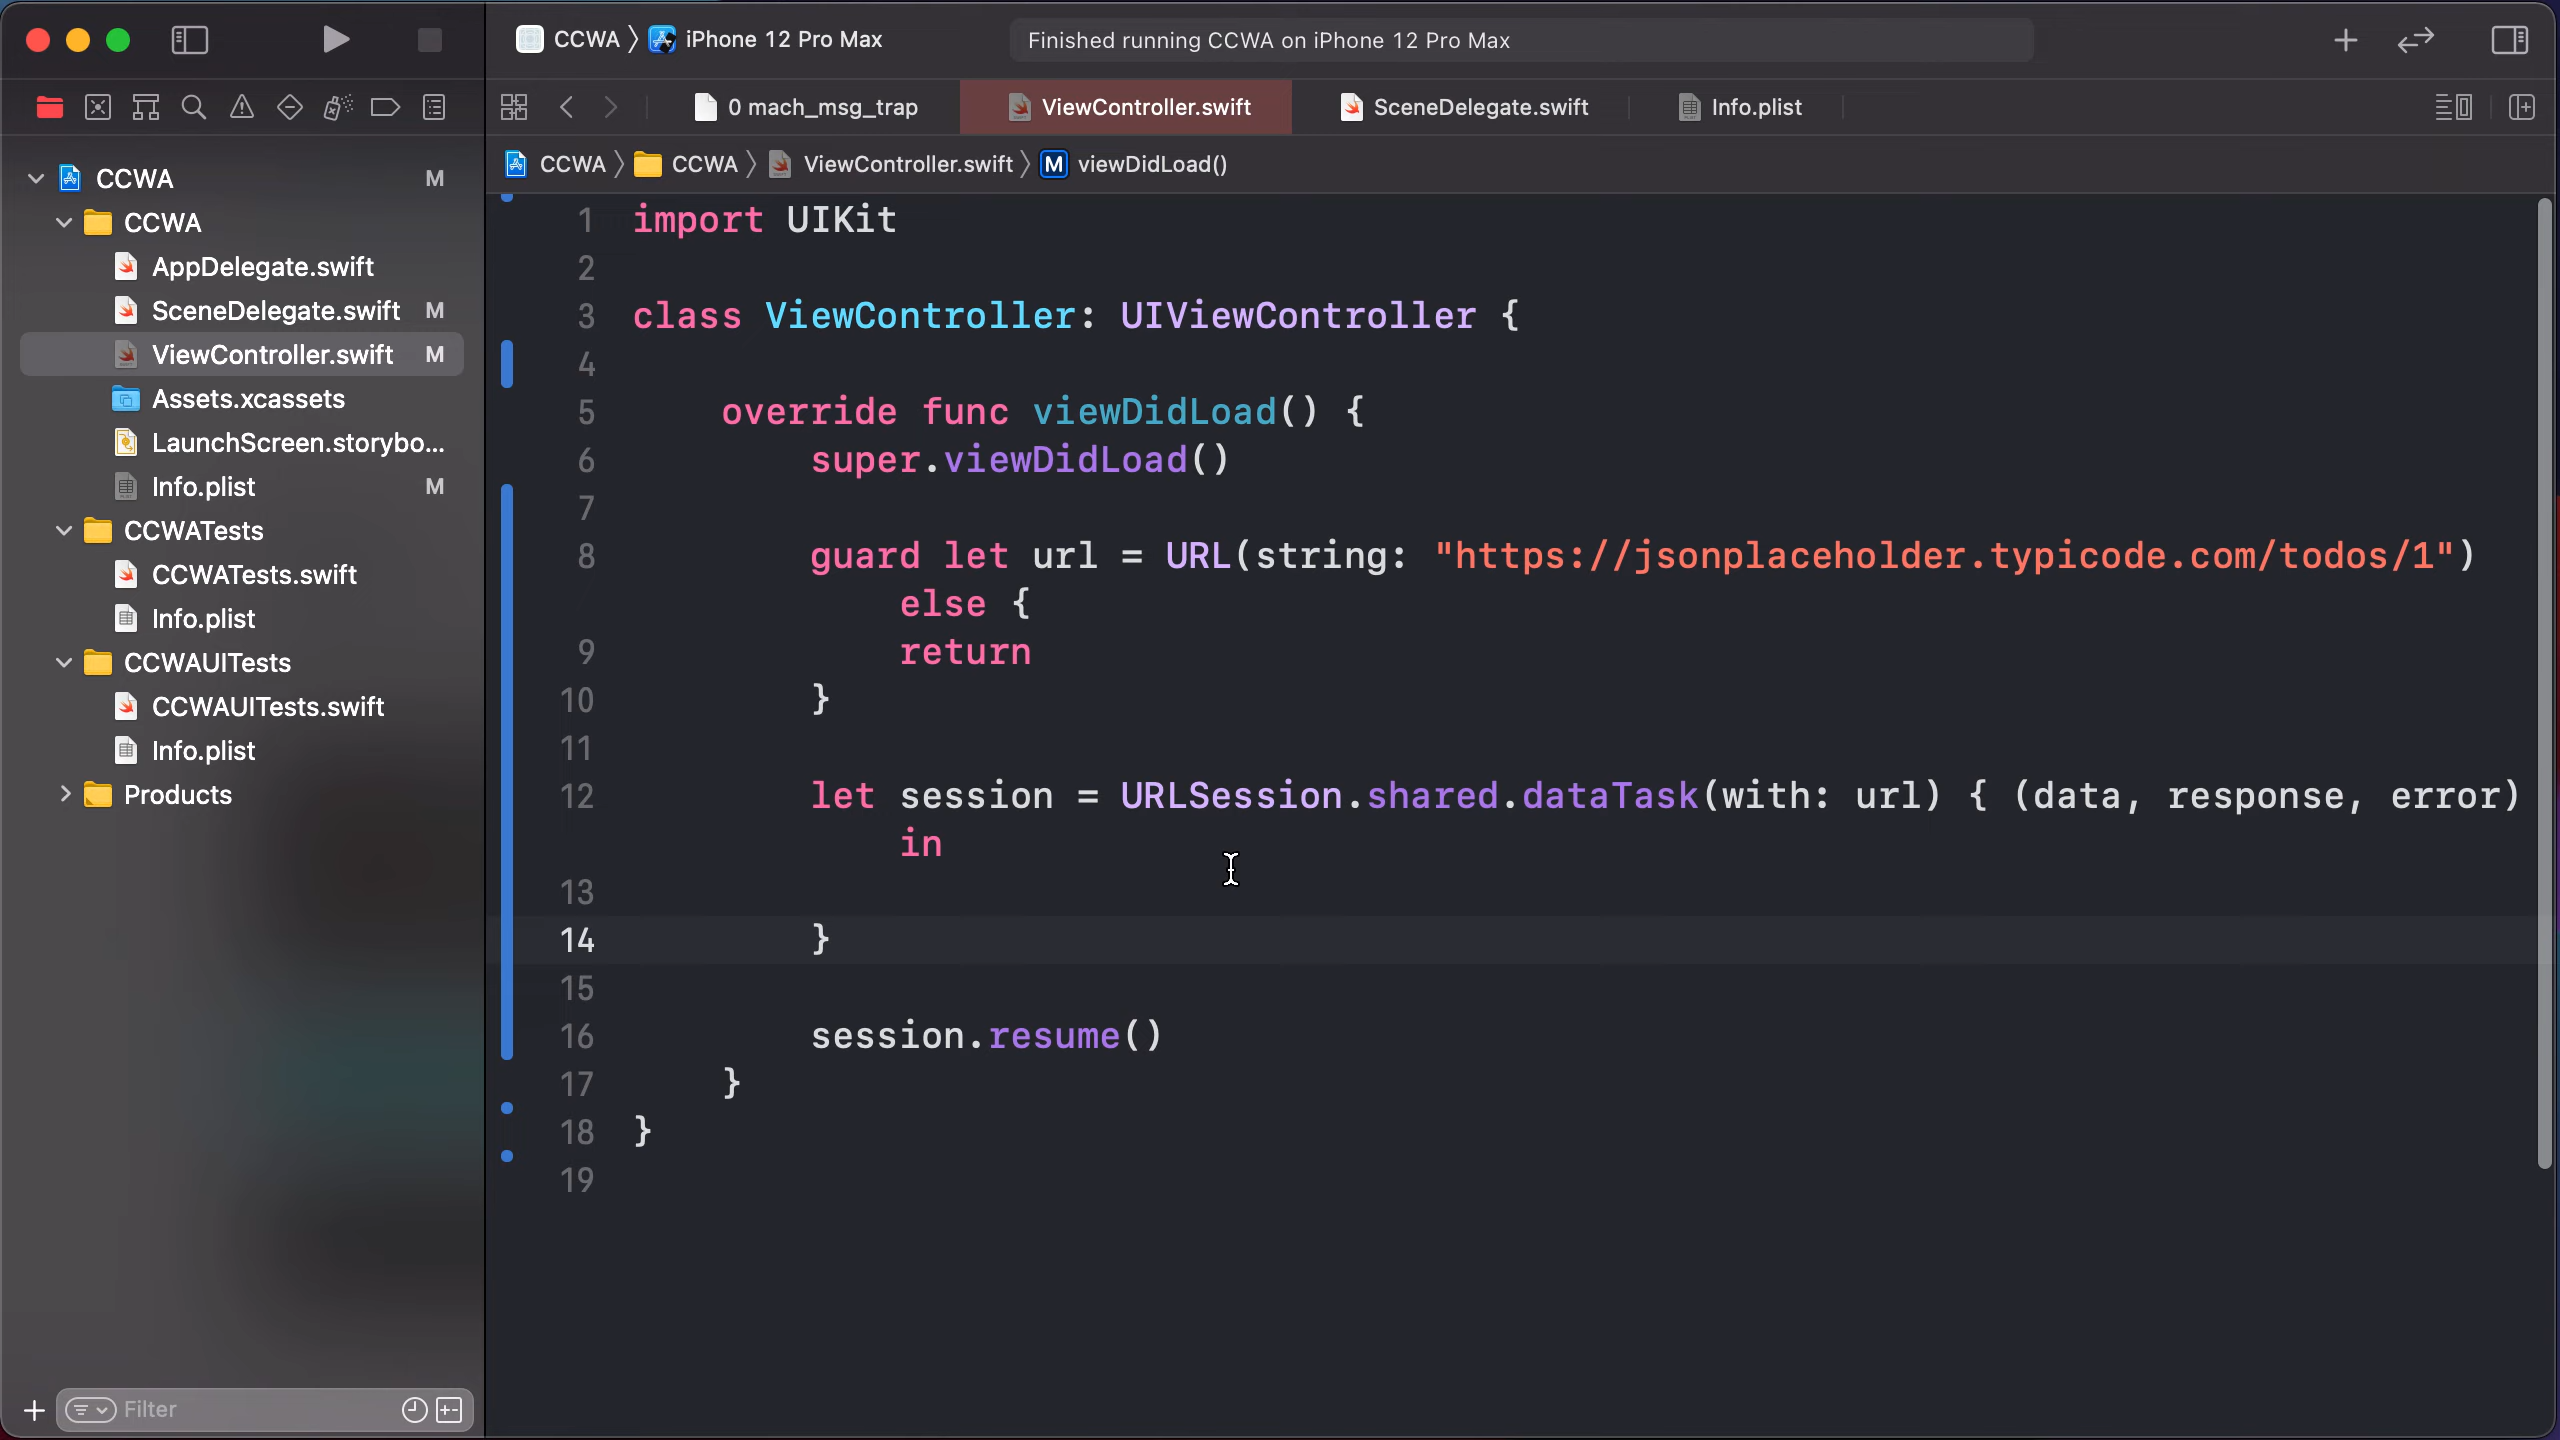 CCWA 〉 iPhone 12 Pro Max
Finished running CCWA on iPhone 12 Pro Max
0 mach_msg_trap
ViewController.swift
SceneDelegate.swift
Info.plist
CCWA 〉 CCWA 〉 ViewController.swift 〉 M viewDidLoad()
CCWA M
CCWA
AppDelegate.swift
SceneDelegate.swift M
ViewController.swift M
Assets.xcassets
LaunchScreen.storybo...
Info.plist M
CCWATests
CCWATests.swift
Info.plist
CCWAUITests
CCWAUITests.swift
Info.plist
Products
Filter
1 import UIKit
2
3 class ViewController: UIViewController {
4
5 override func viewDidLoad() {
6 super.viewDidLoad()
7
8 guard let url = URL(string: "https://jsonplaceholder.typicode.com/todos/1")
else {
9 return
10 }
11
12 let session = URLSession.shared.dataTask(with: url) { (data, response, error)
in
13
14 }
15
16 session.resume()
17 }
18 }
19